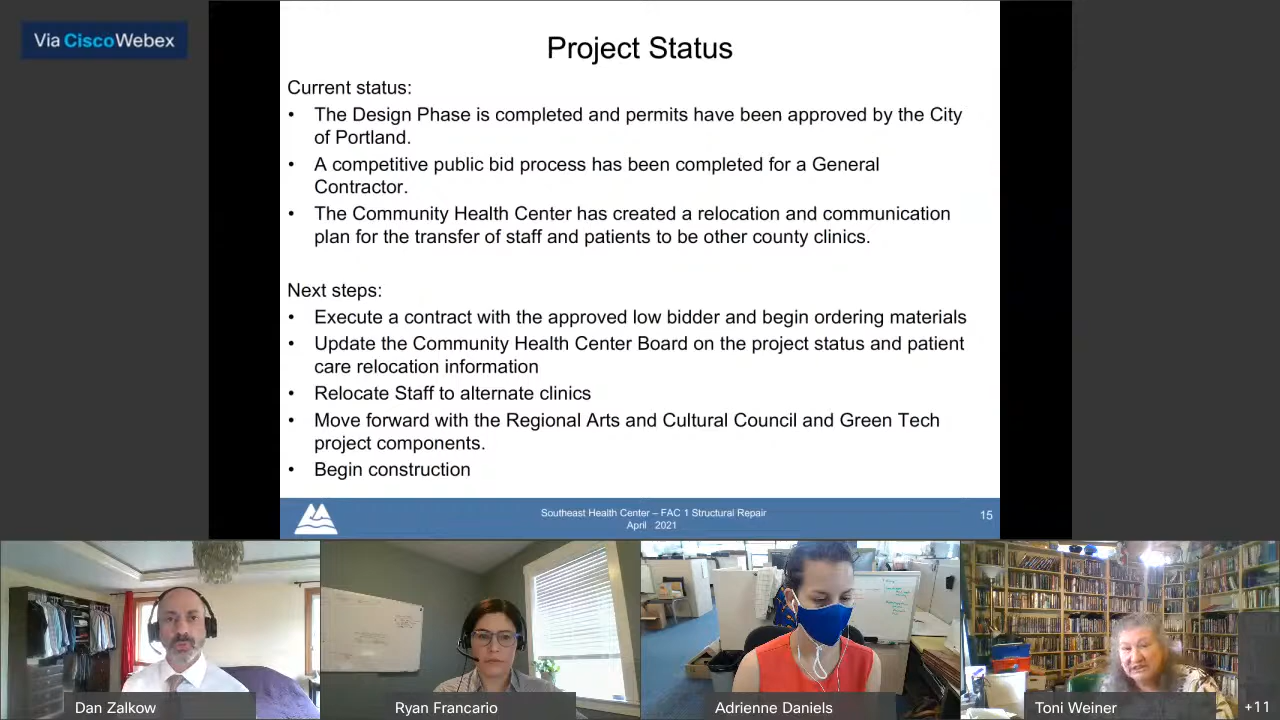 Via CiscoWebex
Project Status
Current status:
• The Design Phase is completed and permits have been approved by the City
of Portland.
• A competitive public bid process has been completed for a General
Contractor.
• The Community Health Center has created a relocation and communication
plan for the transfer of staff and patients to be other county clinics.
Next steps:
• Execute a contract with the approved low bidder and begin ordering materials
• Update the Community Health Center Board on the project status and patient
care relocation information
• Relocate Staff to alternate clinics
• Move forward with the Regional Arts and Cultural Council and Green Tech
project components.
• Begin construction
Southeast Health Center – FAC 1 Structural Repair
April 2021
15
Dan Zalkow
Ryan Francario
Adrienne Daniels
Toni Weiner
+11